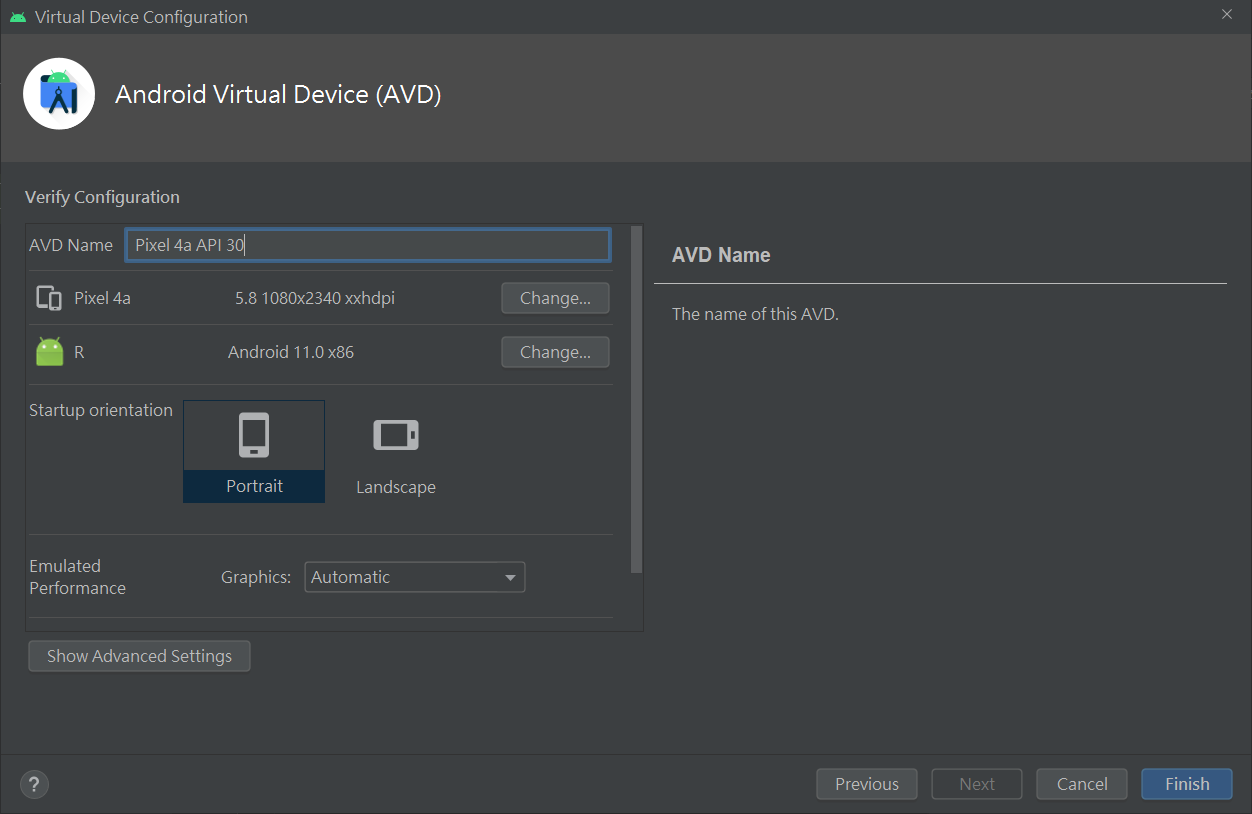 Virtual Device Configuration
Android Virtual Device (AVD)
Verify Configuration
AVD Name Pixel 4a API 30
Pixel 4a 5.8 1080x2340 xxhdpi Change...
R Android 11.0 x86 Change...
Startup orientation
Portrait
Landscape
Emulated
Performance
Graphics: Automatic
Show Advanced Settings
AVD Name
The name of this AVD.
?
Previous Next Cancel Finish